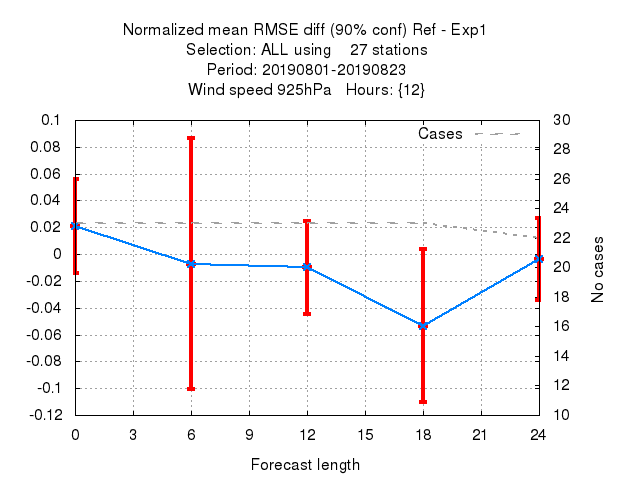 Normalized mean RMSE diff (90% conf) Ref - Exp1
Selection: ALL using    27 stations
Period: 20190801-20190823
Wind speed 925hPa   Hours: {12}
Cases
0.1
0.08
0.06
0.04
0.02
0
-0.02
-0.04
-0.06
-0.08
-0.1
-0.12
30
28
26
24
22
20
18
16
14
12
10
No cases
0 3 6 9 12 15 18 21 24
Forecast length